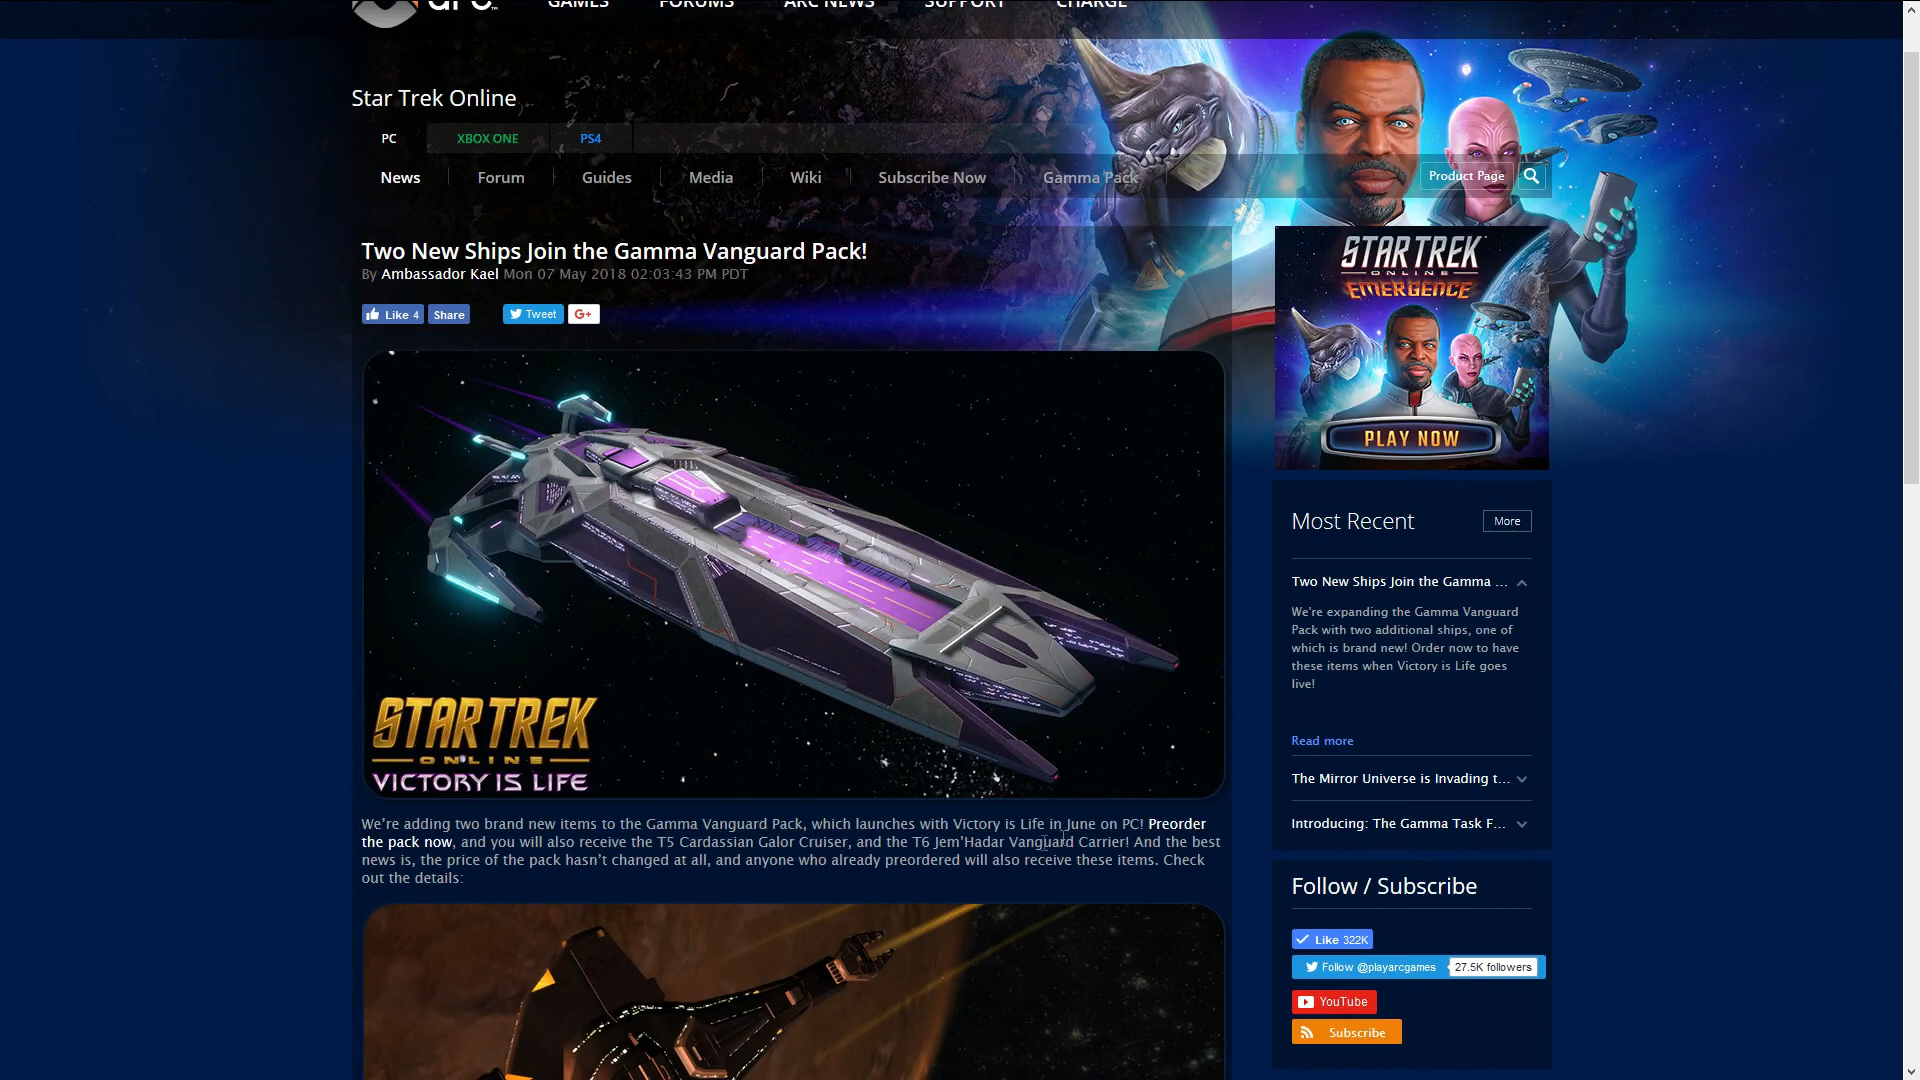 arc
GAMES
FORUMS
ARC NEWS
SUPPORT
CHARGE
Star Trek Online
PC
XBOX ONE
PS4
News
Forum
Guides
Media
Wiki
Subscribe Now
Gamma Pack
Product Page
Two New Ships Join the Gamma Vanguard Pack!
By Ambassador Kael Mon 07 May 2018 02:03:43 PM PDT
Like 4
Share
Tweet
G+
STAR TREK
ONLINE
VICTORY IS LIFE
We’re adding two brand new items to the Gamma Vanguard Pack, which launches with Victory is Life in June on PC! Preorder
the pack now, and you will also receive the T5 Cardassian Galor Cruiser, and the T6 Jem’Hadar Vanguard Carrier! And the best
news is, the price of the pack hasn’t changed at all, and anyone who already preordered will also receive these items. Check
out the details:
STAR TREK
ONLINE
EMERGENCE
PLAY NOW
Most Recent
More
Two New Ships Join the Gamma ...
We're expanding the Gamma Vanguard
Pack with two additional ships, one of
which is brand new! Order now to have
these items when Victory is Life goes
live!
Read more
The Mirror Universe is Invading t...
Introducing: The Gamma Task F...
Follow / Subscribe
Like 322K
Follow @playarcgames
27.5K followers
YouTube
Subscribe